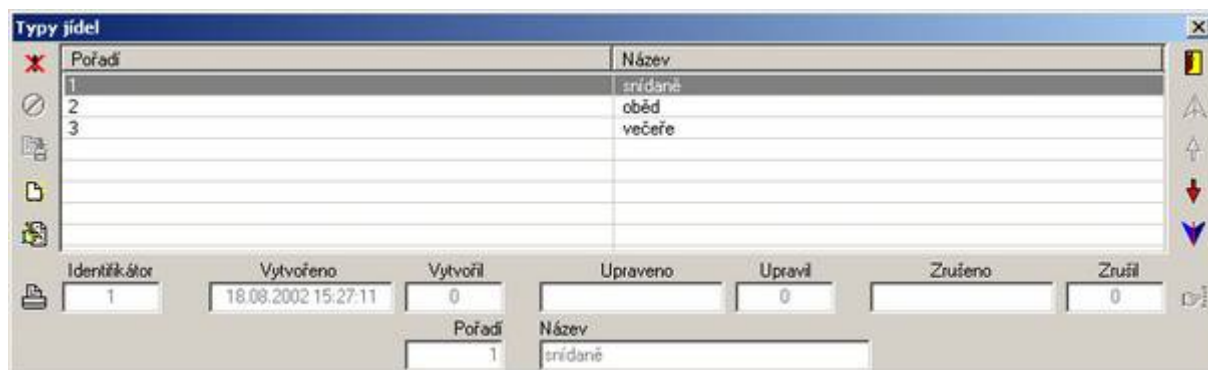 Typy jídel
Pořadí Název
1 snídaně
2 oběd
3 večeře
Identifikátor Vytvořeno Vytvořil Upraveno Upravil Zrušeno Zrušil
1 18.08.2002 15:27:11 0 0 0
Pořadí Název
1 snídaně